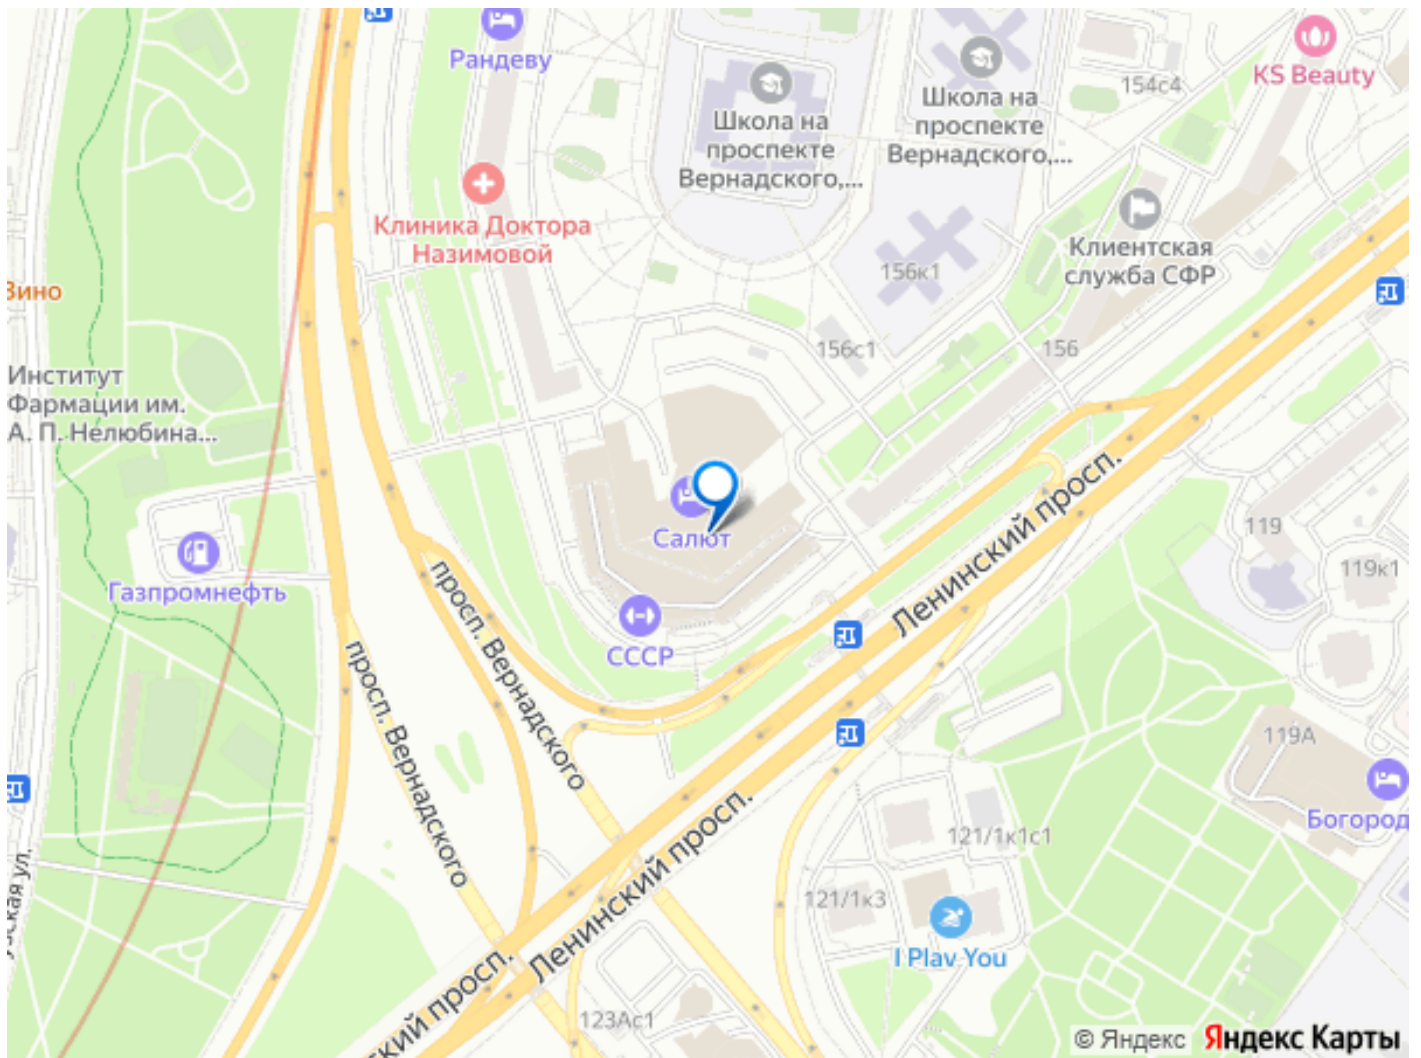 Рандеву
KS Beauty
154с4
Школа на
проспекте
Вернадского,...
Школа на
проспекте
Вернадского,...
Клиника Доктора
Назимовой
Клиентская
служба СФР
156к1
Вино
156с1
156
Институт
Фармации им.
А. П. Нелюбина...
Ленинский просп.
Салют
119
119к1
Газпромнефть
просп. Вернадского
СССР
просп. Вернадского
119А
Ленинский просп.
Богород
121/1к1с1
121/1к3
I Plav You
ул.
просп.
123Ас1
© Яндекс Яндекс Карты